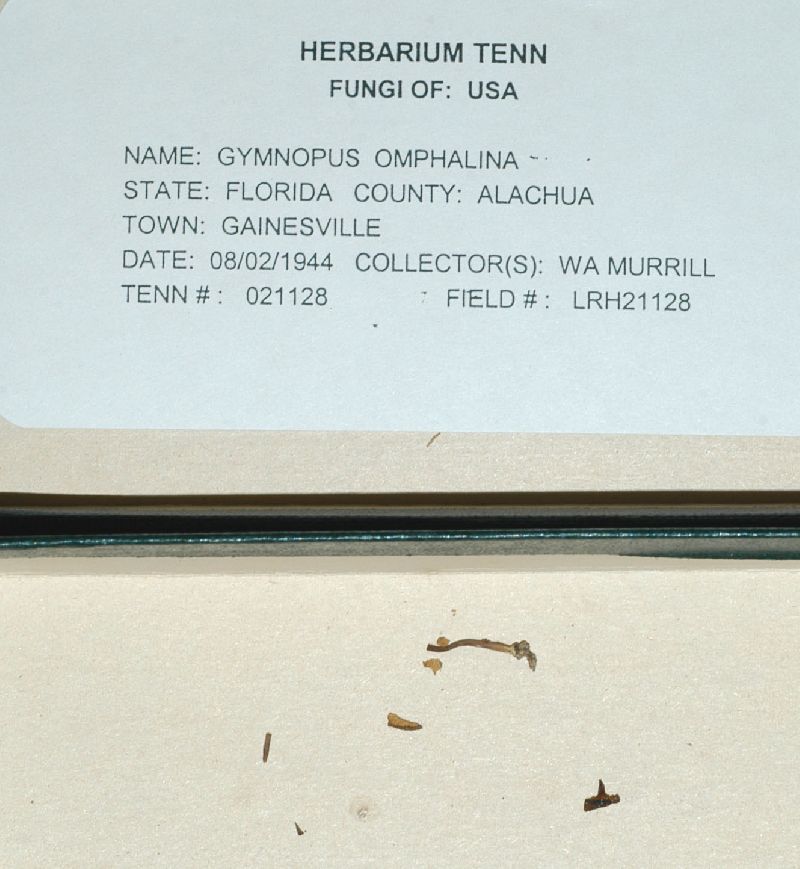 HERBARIUM TENN
FUNGI OF: USA
NAME: GYMNOPUS OMPHALINA
STATE: FLORIDA COUNTY: ALACHUA
TOWN: GAINESVILLE
DATE: 08/02/1944 COLLECTOR(S): WA MURRILL
TENN #: 021128 FIELD #: LRH21128